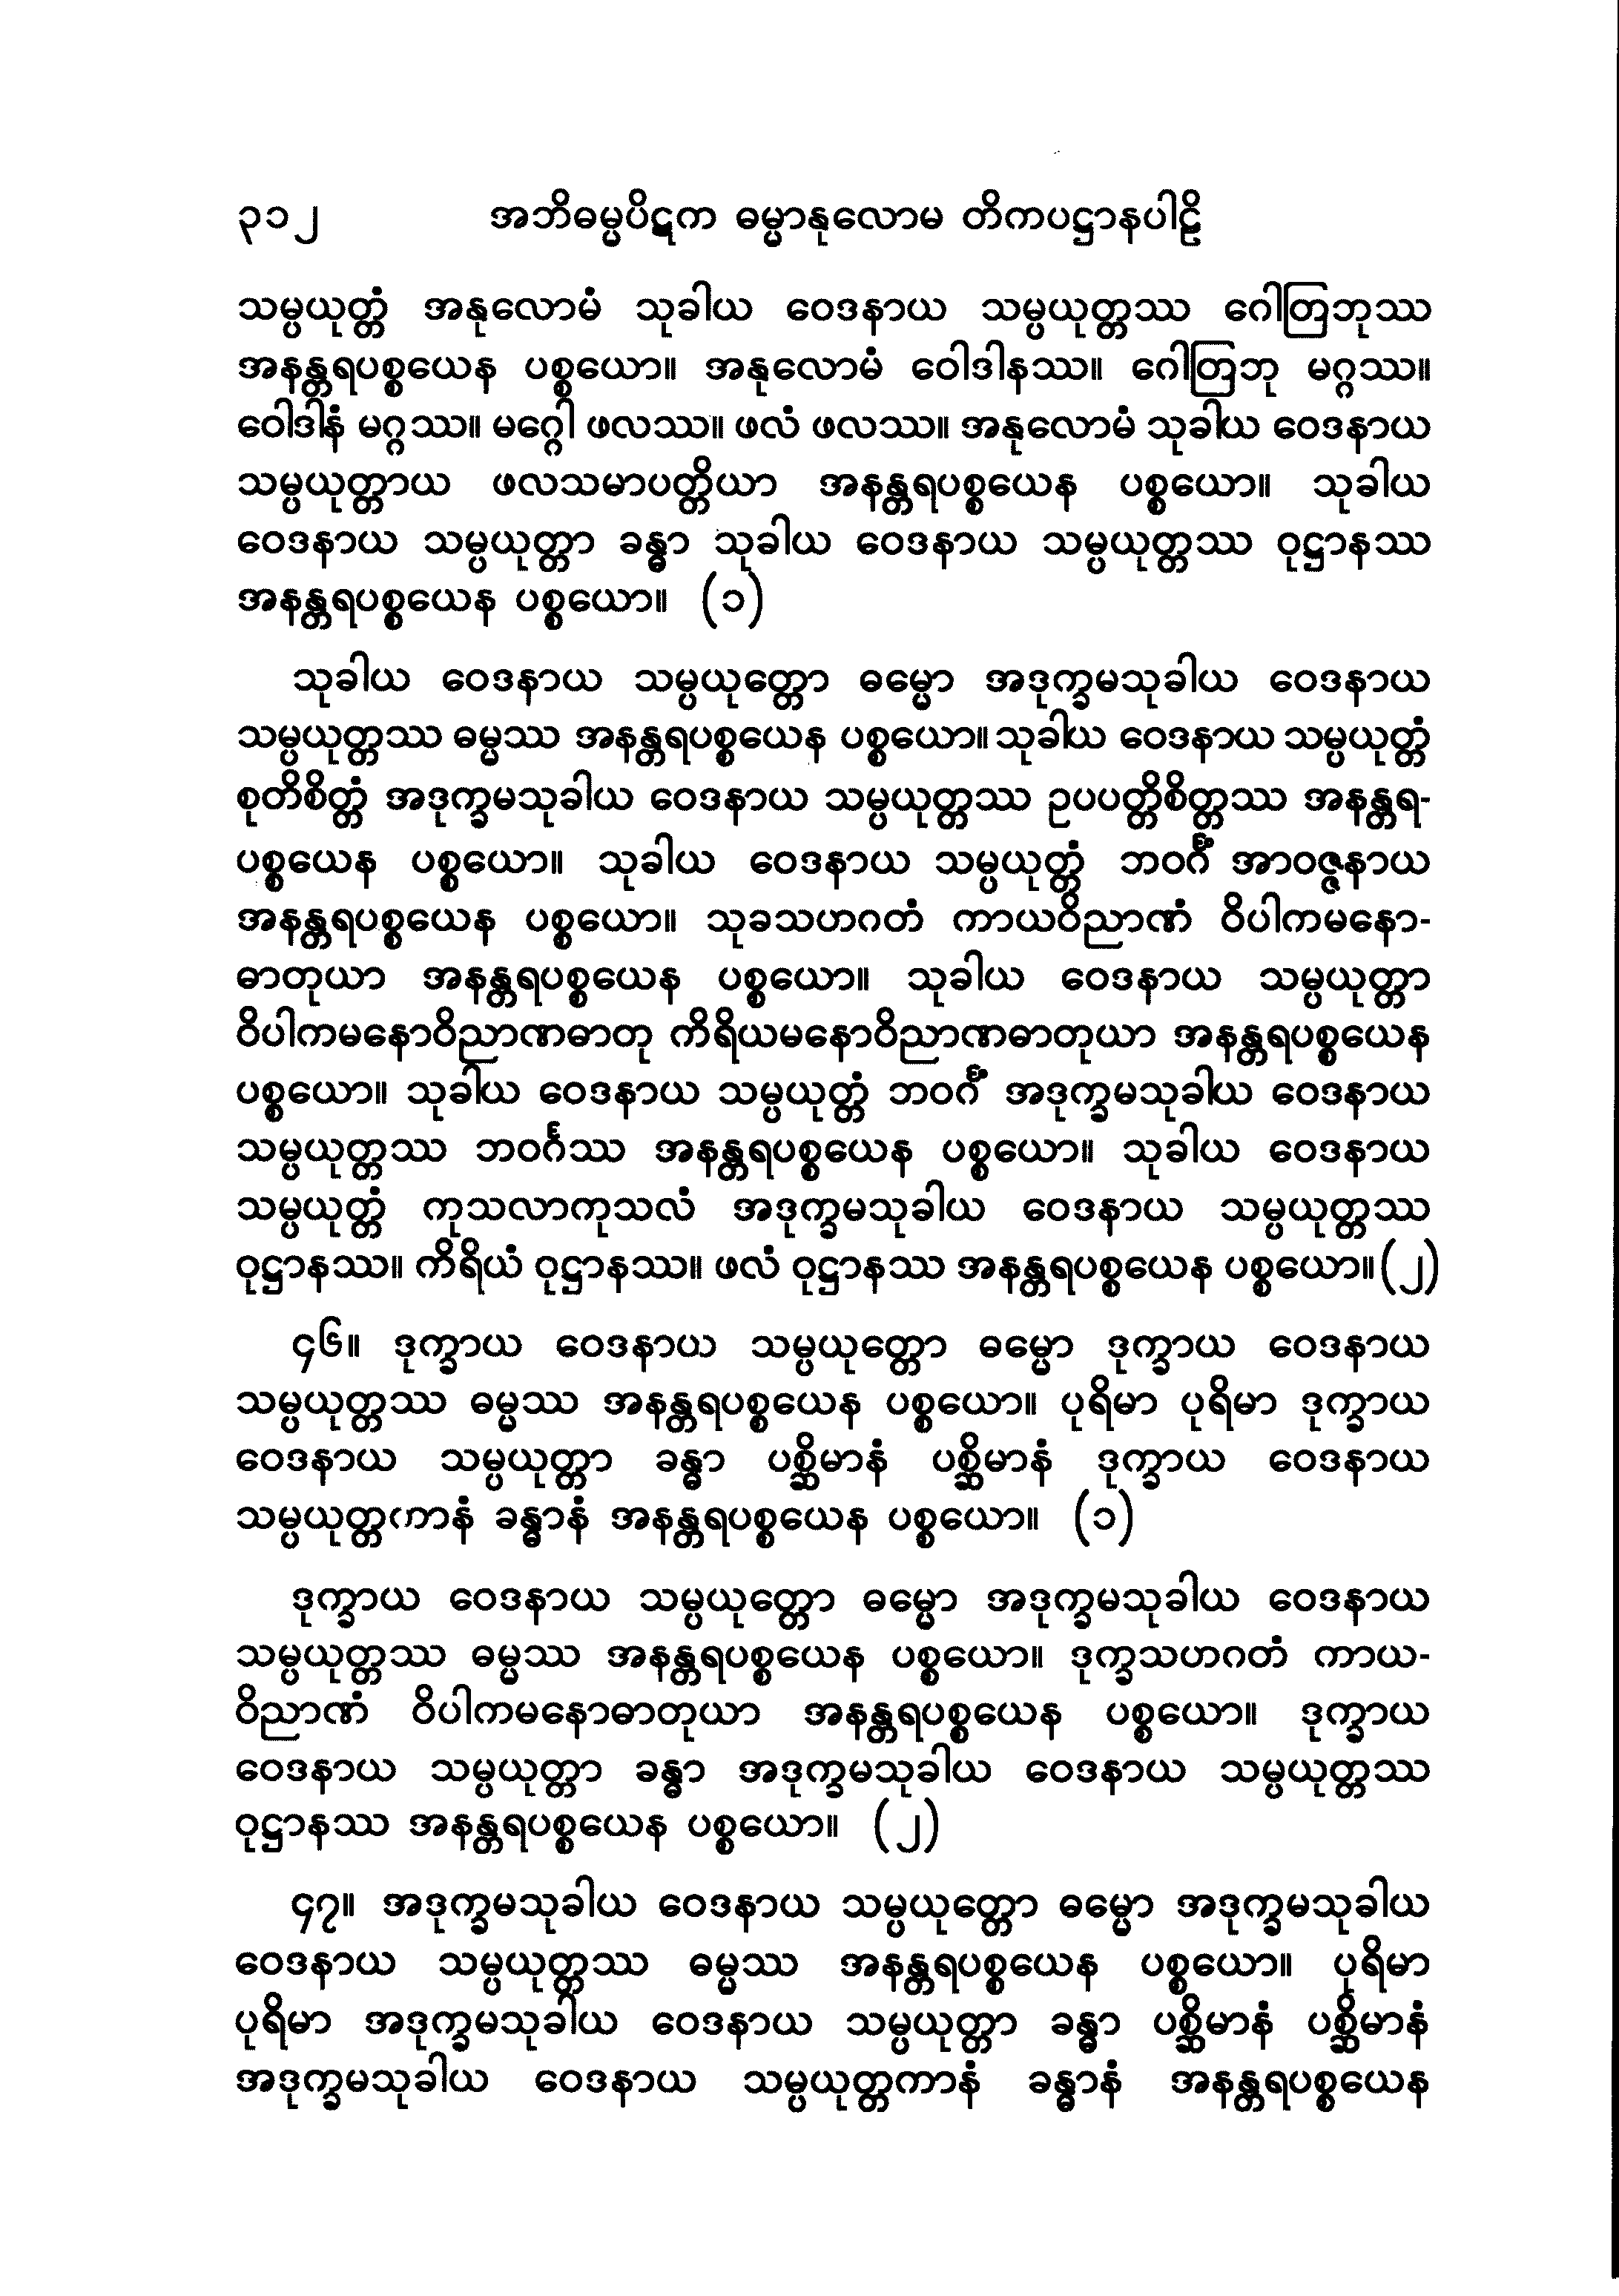 ၃၁၂ အဘိဓမ္မပိဋက ဓမ္မာနုလောမ တိကပဋ္ဌာနပါဠိ
သမ္ပယုတ္တံ အနုလောမံ သုခါယ ဝေဒနာယ သမ္ပယုတ္တဿ ဂေါတြဘုဿ
အနန္တရပစ္စယေန ပစ္စယော။ အနုလောမံ ဝေါဒါနဿ။ ဂေါတြဘု မဂ္ဂဿ။
ဝေါဒါနံ မဂ္ဂဿ။ မဂ္ဂေါ ဖလဿ။ ဖလံ ဖလဿ။ အနုလောမံ သုခါယ ဝေဒနာယ
သမ္ပယုတ္တာယ ဖလသမာပတ္တိယာ အနန္တရပစ္စယေန ပစ္စယော။ သုခါယ
ဝေဒနာယ သမ္ပယုတ္တာ ခန္ဓာ သုခါယ ဝေဒနာယ သမ္ပယုတ္တဿ ဝုဋ္ဌာနဿ
အနန္တရပစ္စယေန ပစ္စယော။ (၁)
သုခါယ ဝေဒနာယ သမ္ပယုတ္တော ဓမ္မော အဒုက္ခမသုခါယ ဝေဒနာယ
သမ္ပယုတ္တဿ ဓမ္မဿ အနန္တရပစ္စယေန ပစ္စယော။ သုခါယ ဝေဒနာယ သမ္ပယုတ္တံ
စုတိစိတ္တံ အဒုက္ခမသုခါယ ဝေဒနာယ သမ္ပယုတ္တဿ ဥပပတ္တိစိတ္တဿ အနန္တရ-
ပစ္စယေန ပစ္စယော။ သုခါယ ဝေဒနာယ သမ္ပယုတ္တံ ဘဝင်္ဂံ အာဝဇ္ဇနာယ
အနန္တရပစ္စယေန ပစ္စယော။ သုခသဟဂတံ ကာယဝိညာဏံ ဝိပါကမနော-
ဓာတုယာ အနန္တရပစ္စယေန ပစ္စယော။ သုခါယ ဝေဒနာယ သမ္ပယုတ္တာ
ဝိပါကမနောဝိညာဏဓာတု ကိရိယမနောဝိညာဏဓာတုယာ အနန္တရပစ္စယေန
ပစ္စယော။ သုခါယ ဝေဒနာယ သမ္ပယုတ္တံ ဘဝင်္ဂံ အဒုက္ခမသုခါယ ဝေဒနာယ
သမ္ပယုတ္တဿ ဘဝင်္ဂဿ အနန္တရပစ္စယေန ပစ္စယော။ သုခါယ ဝေဒနာယ
သမ္ပယုတ္တံ ကုသလာကုသလံ အဒုက္ခမသုခါယ ဝေဒနာယ သမ္ပယုတ္တဿ
ဝုဋ္ဌာနဿ။ ကိရိယံ ဝုဋ္ဌာနဿ။ ဖလံ ဝုဋ္ဌာနဿ အနန္တရပစ္စယေန ပစ္စယော။ (၂)
၄၆။ ဒုက္ခာယ ဝေဒနာယ သမ္ပယုတ္တော ဓမ္မော ဒုက္ခာယ ဝေဒနာယ
သမ္ပယုတ္တဿ ဓမ္မဿ အနန္တရပစ္စယေန ပစ္စယော။ ပုရိမာ ပုရိမာ ဒုက္ခာယ
ဝေဒနာယ သမ္ပယုတ္တာ ခန္ဓာ ပစ္ဆိမာနံ ပစ္ဆိမာနံ ဒုက္ခာယ ဝေဒနာယ
သမ္ပယုတ္တကာနံ ခန္ဓာနံ အနန္တရပစ္စယေန ပစ္စယော။ (၁)
ဒုက္ခာယ ဝေဒနာယ သမ္ပယုတ္တော ဓမ္မော အဒုက္ခမသုခါယ ဝေဒနာယ
သမ္ပယုတ္တဿ ဓမ္မဿ အနန္တရပစ္စယေန ပစ္စယော။ ဒုက္ခသဟဂတံ ကာယ-
ဝိညာဏံ ဝိပါကမနောဓာတုယာ အနန္တရပစ္စယေန ပစ္စယော။ ဒုက္ခာယ
ဝေဒနာယ သမ္ပယုတ္တာ ခန္ဓာ အဒုက္ခမသုခါယ ဝေဒနာယ သမ္ပယုတ္တဿ
ဝုဋ္ဌာနဿ အနန္တရပစ္စယေန ပစ္စယော။ (၂)
၄၇။ အဒုက္ခမသုခါယ ဝေဒနာယ သမ္ပယုတ္တော ဓမ္မော အဒုက္ခမသုခါယ
ဝေဒနာယ သမ္ပယုတ္တဿ ဓမ္မဿ အနန္တရပစ္စယေန ပစ္စယော။ ပုရိမာ
ပုရိမာ အဒုက္ခမသုခါယ ဝေဒနာယ သမ္ပယုတ္တာ ခန္ဓာ ပစ္ဆိမာနံ ပစ္ဆိမာနံ
အဒုက္ခမသုခါယ ဝေဒနာယ သမ္ပယုတ္တကာနံ ခန္ဓာနံ အနန္တရပစ္စယေန